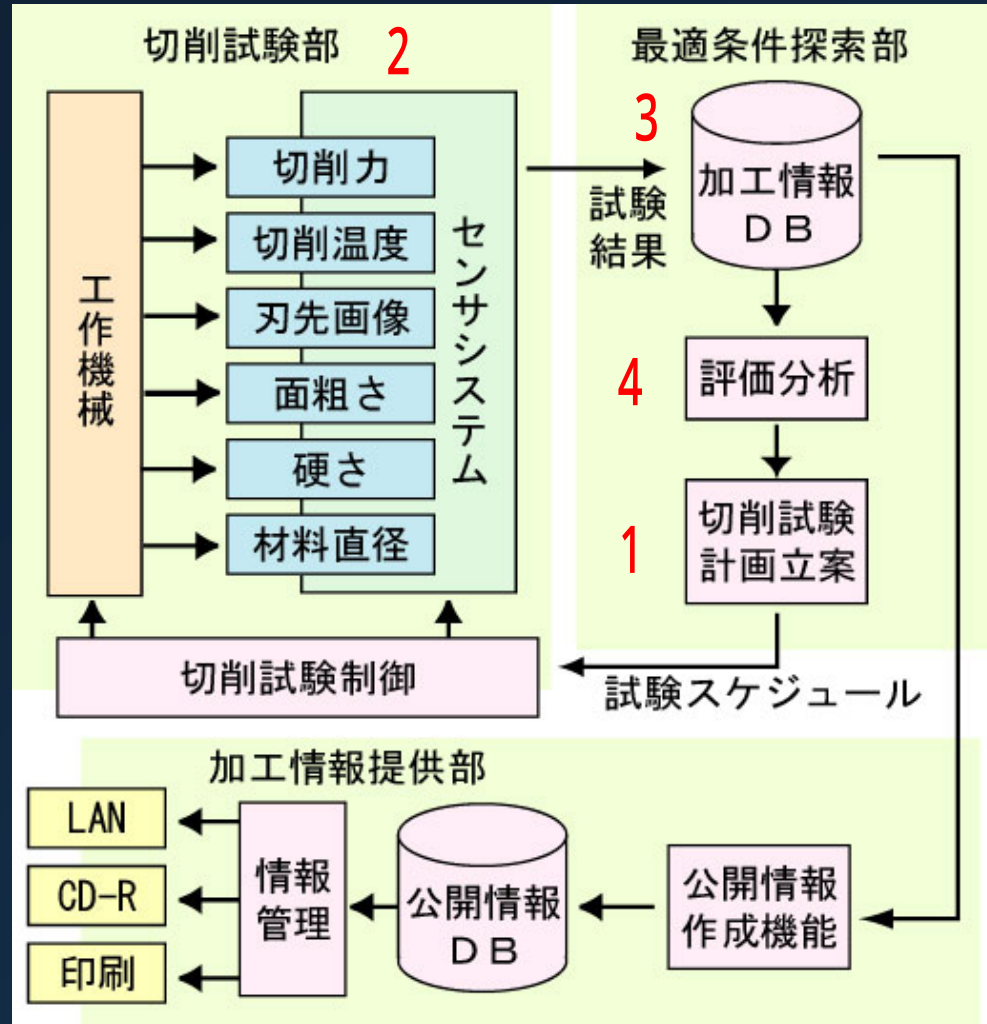 切削試験部
2
工作機械
切削力
切削温度
刃先画像
面粗さ
硬さ
材料直径
センサシステム
切削試験制御
最適条件探索部
3
試験
結果
加工情報
DB
4
評価分析
1
切削試験
計画立案
試験スケジュール
加工情報提供部
LAN
CD-R
印刷
情報
管理
公開情報
DB
公開情報
作成機能